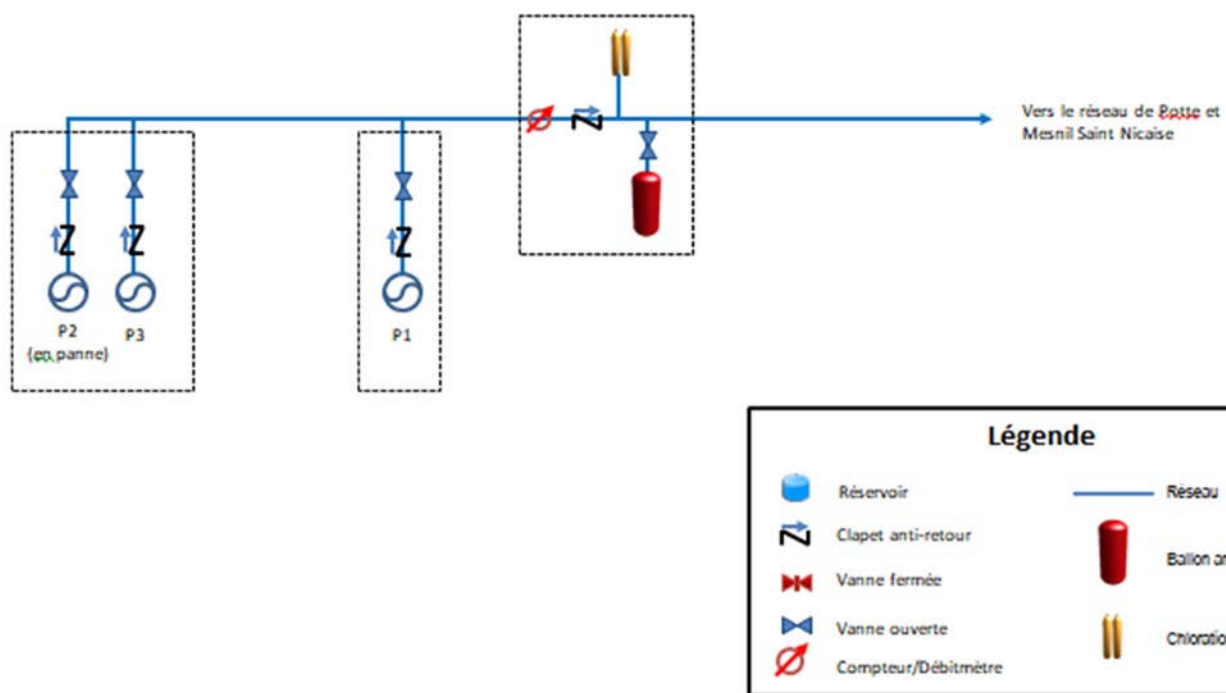 Vers le réseau de Potte et
Mesnil Saint Nicaise
P2
(en panne)
P3
P1
Légende
Réservoir
Réseau
Clapet anti-retour
Ballon an
Vanne fermée
Vanne ouverte
Chloration
Compteur/Débitmètre